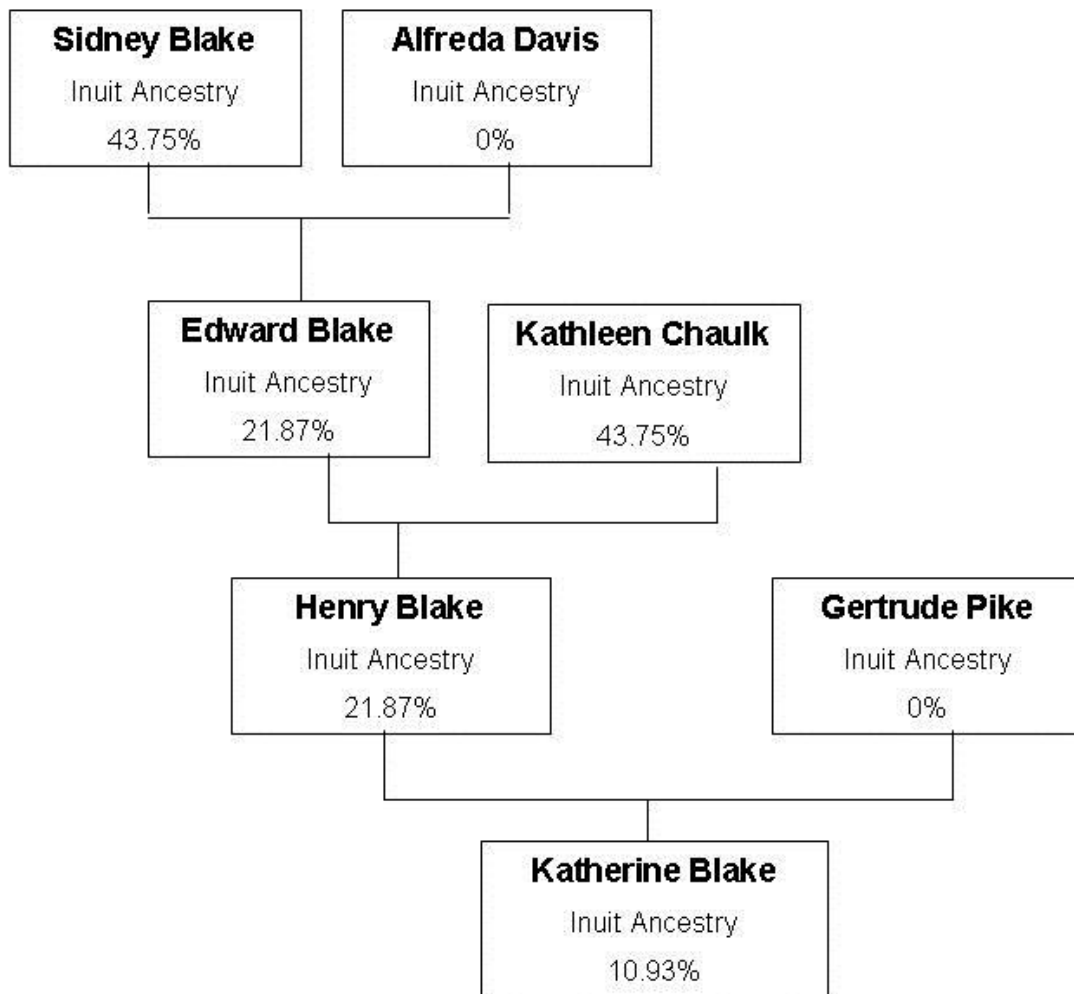 Sidney Blake
Inuit Ancestry
43.75%
Alfreda Davis
Inuit Ancestry
0%
Edward Blake
Inuit Ancestry
21.87%
Kathleen Chaulk
Inuit Ancestry
43.75%
Henry Blake
Inuit Ancestry
21.87%
Gertrude Pike
Inuit Ancestry
0%
Katherine Blake
Inuit Ancestry
10.93%